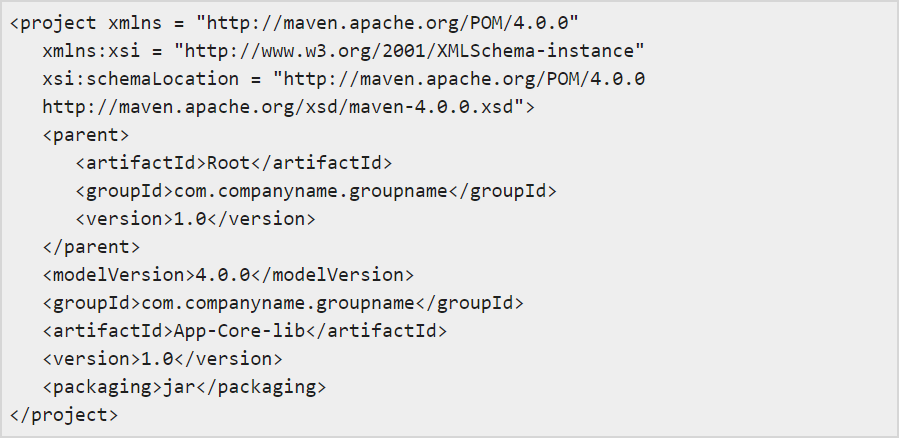 <project xmlns = "http://maven.apache.org/POM/4.0.0"
   xmlns:xsi = "http://www.w3.org/2001/XMLSchema-instance"
   xsi:schemaLocation = "http://maven.apache.org/POM/4.0.0
   http://maven.apache.org/xsd/maven-4.0.0.xsd">
   <parent>
      <artifactId>Root</artifactId>
      <groupId>com.companyname.groupname</groupId>
      <version>1.0</version>
   </parent>
   <modelVersion>4.0.0</modelVersion>
   <groupId>com.companyname.groupname</groupId>
   <artifactId>App-Core-lib</artifactId>
   <version>1.0</version>
   <packaging>jar</packaging>
</project>